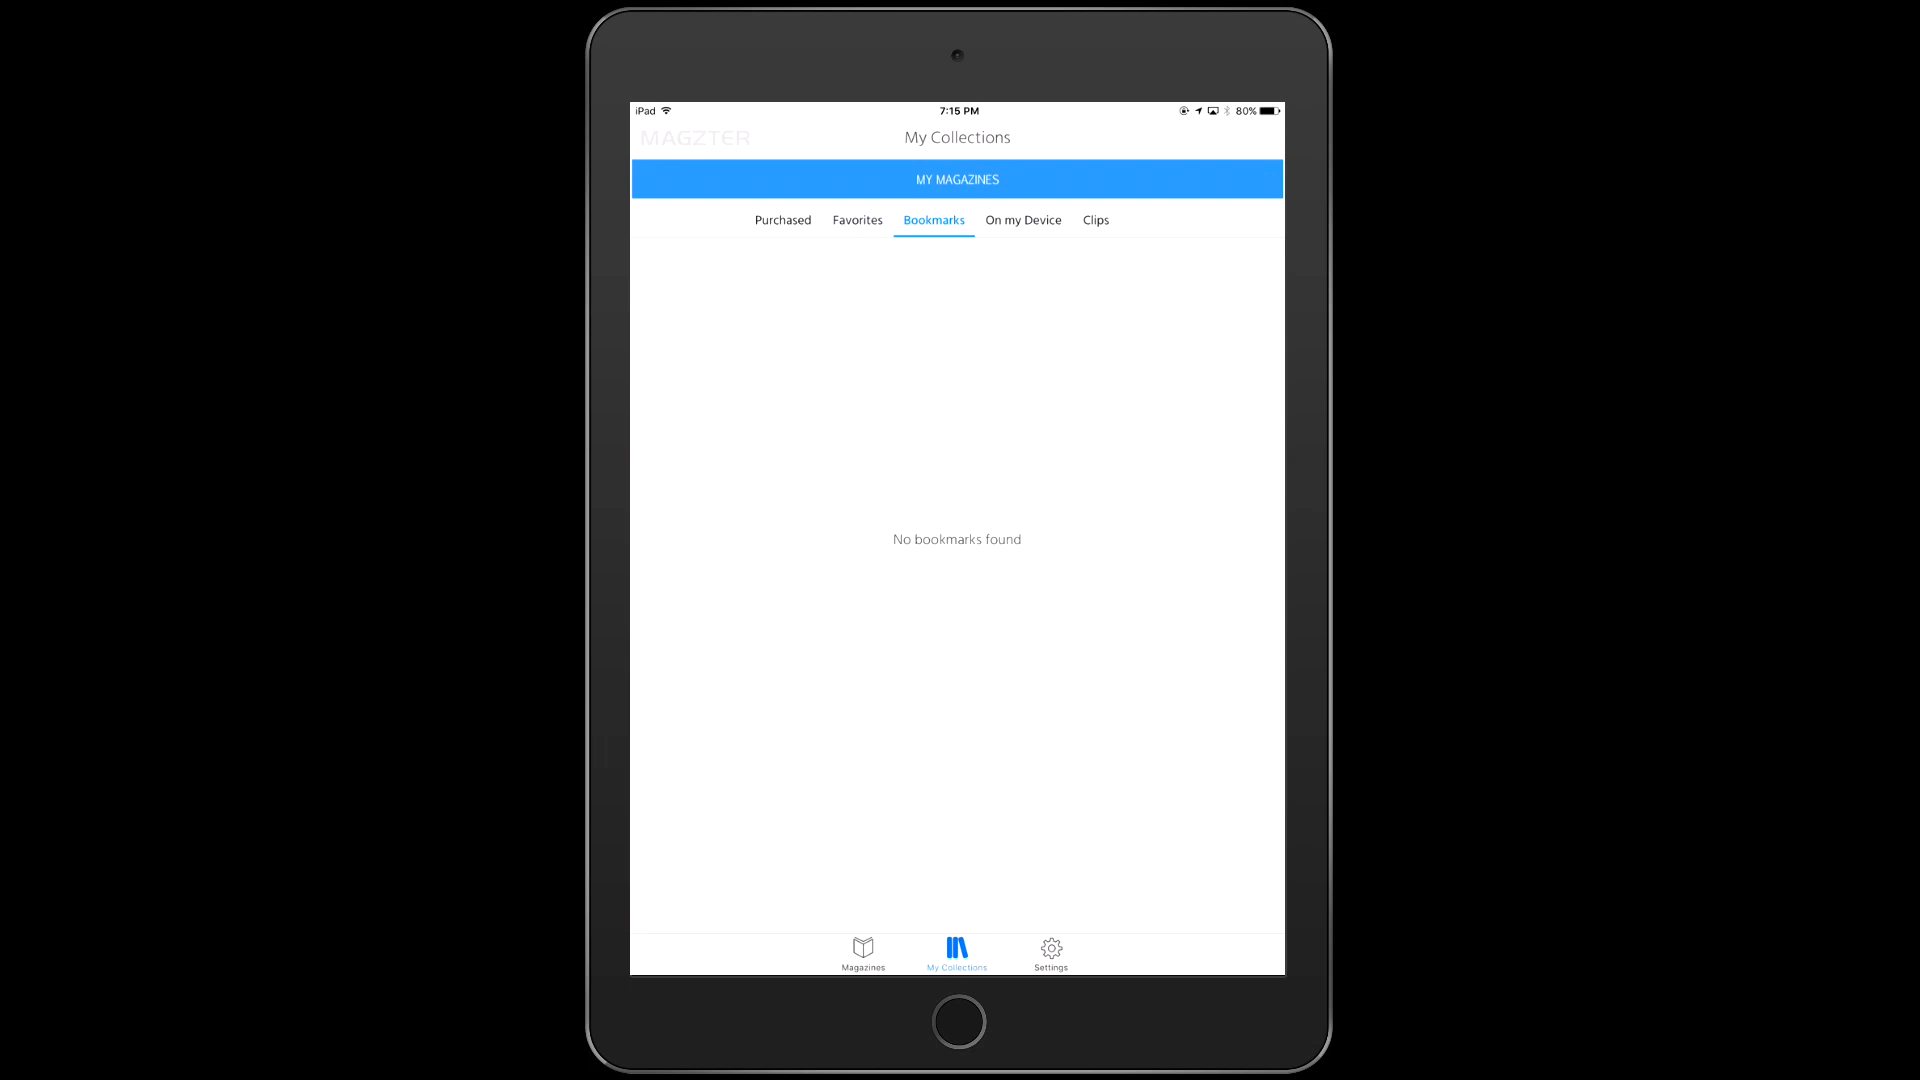 iPad 7:15 PM 80%
MAGZTER My Collections
MY MAGAZINES
Purchased Favorites Bookmarks On my Device Clips
No bookmarks found
Magazines My Collections Settings